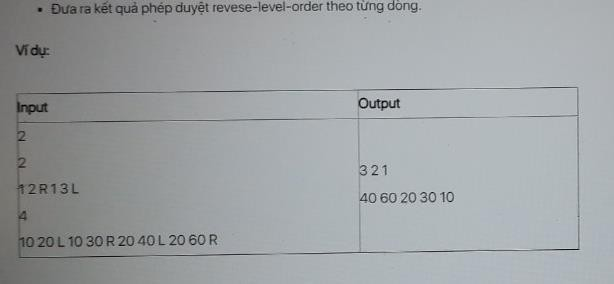 • Đưa ra kết quả phép duyệt revese-level-order theo từng dòng.
Ví dụ:
Input
Output
2
2
1 2 R 1 3 L
4
10 20 L 10 30 R 20 40 L 20 60 R
3 2 1
40 60 20 30 10